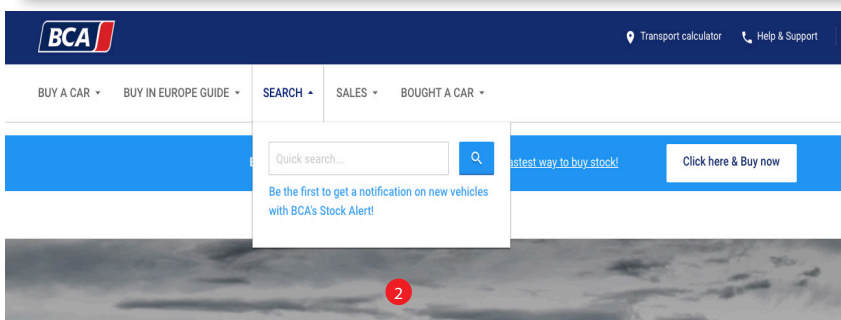 BCA
Transport calculator Help & Support
BUY A CAR BUY IN EUROPE GUIDE SEARCH SALES BOUGHT A CAR
Quick search...
way to buy stock!
Click here & Buy now
Be the first to get a notification on new vehicles
with BCA's Stock Alert!
2